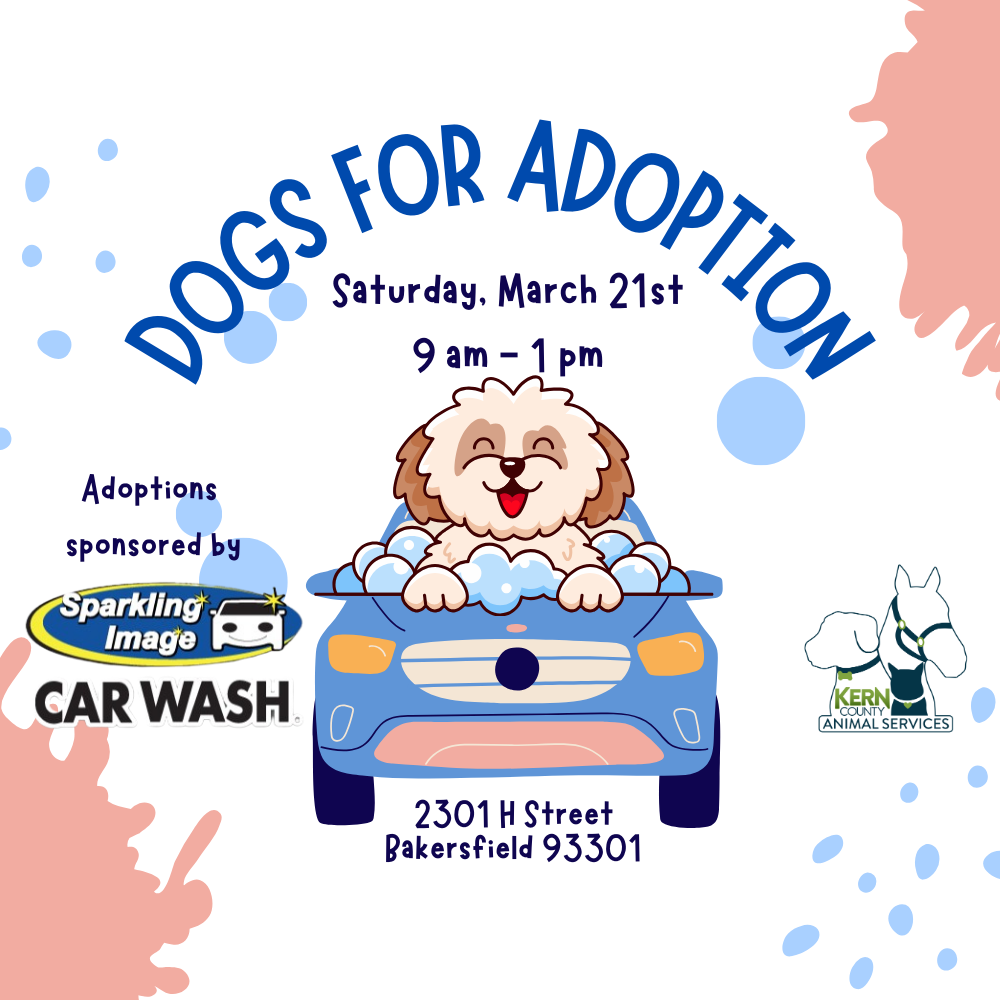 DOGS FOR ADOPTION
Saturday, March 21st
9 am - 1 pm
Adoptions
sponsored by
Sparkling
Image
CAR WASH
KERN
COUNTY
ANIMAL SERVICES
2301 H Street
Bakersfield 93301